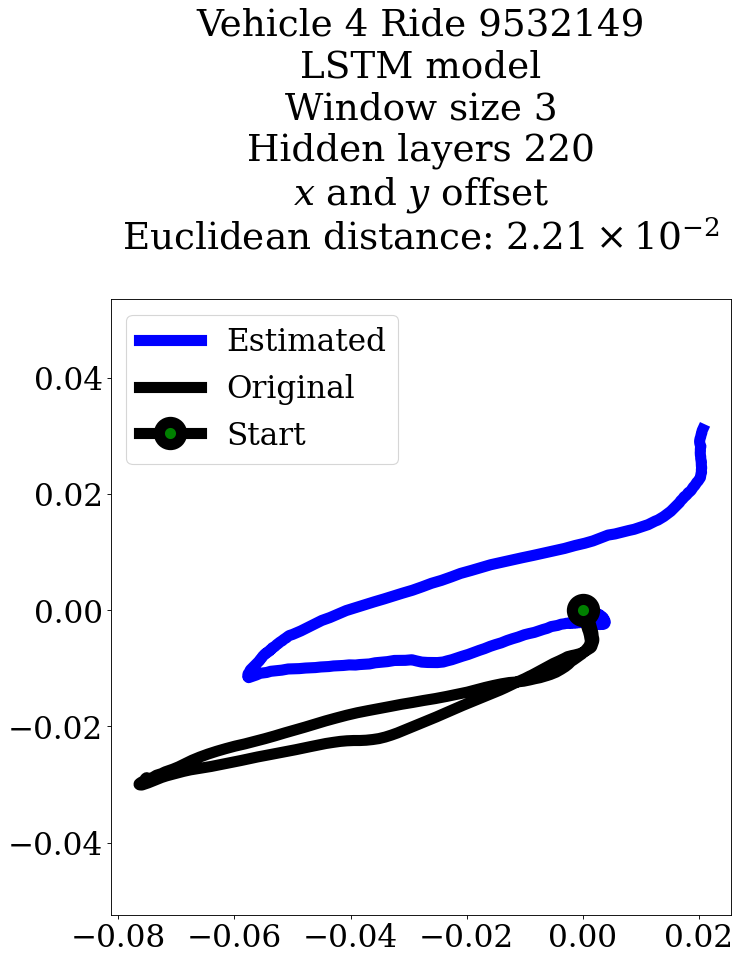 Vehicle 4 Ride 9532149
LSTM model
Window size 3
Hidden layers 220
x and y offset
Euclidean distance: 2.21 × 10⁻²
Estimated
Original
Start
0.04
0.02
0.00
−0.02
−0.04
−0.08 −0.06 −0.04 −0.02 0.00 0.02